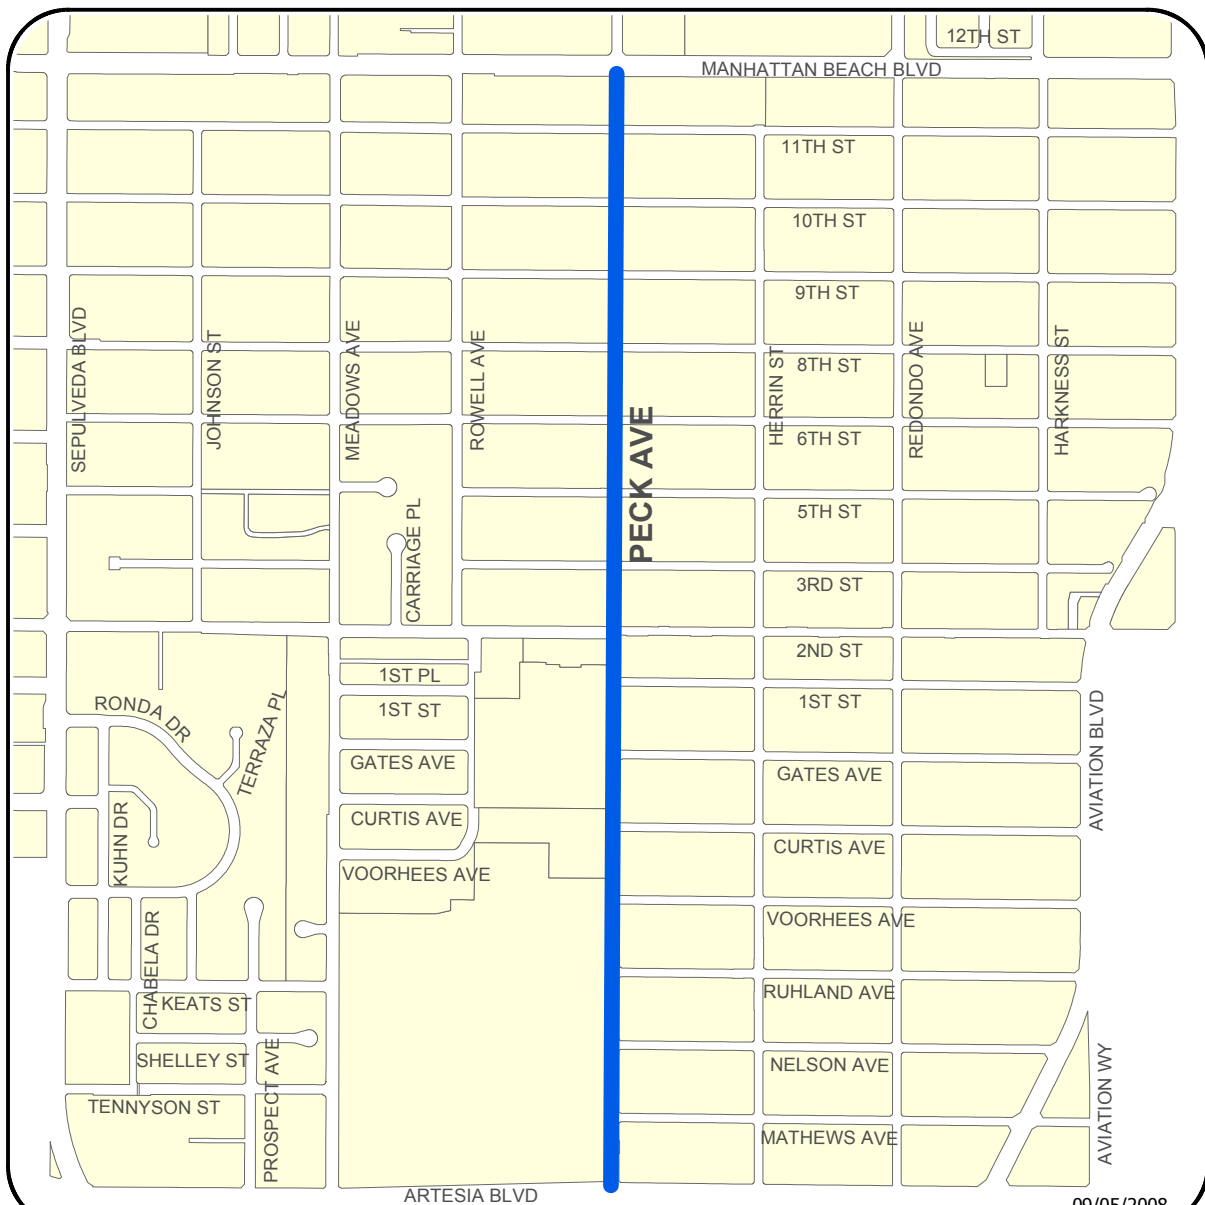 12TH ST
MANHATTAN BEACH BLVD
11TH ST
10TH ST
9TH ST
SEPULVEDA BLVD
JOHNSON ST
MEADOWS AVE
ROWELL AVE
HERRIN ST
8TH ST
REDONDO AVE
HARKNESS ST
6TH ST
PECK AVE
CARRIAGE PL
5TH ST
3RD ST
2ND ST
1ST PL
1ST ST
1ST ST
RONDA DR
TERRAZA PL
GATES AVE
GATES AVE
AVIATION BLVD
CURTIS AVE
KUHN DR
CURTIS AVE
VOORHEES AVE
VOORHEES AVE
CHABELA DR
KEATS ST
RUHLAND AVE
SHELLEY ST
PROSPECT AVE
NELSON AVE
AVIATION WY
TENNYSON ST
MATHEWS AVE
ARTESIA BLVD
09/05/2008